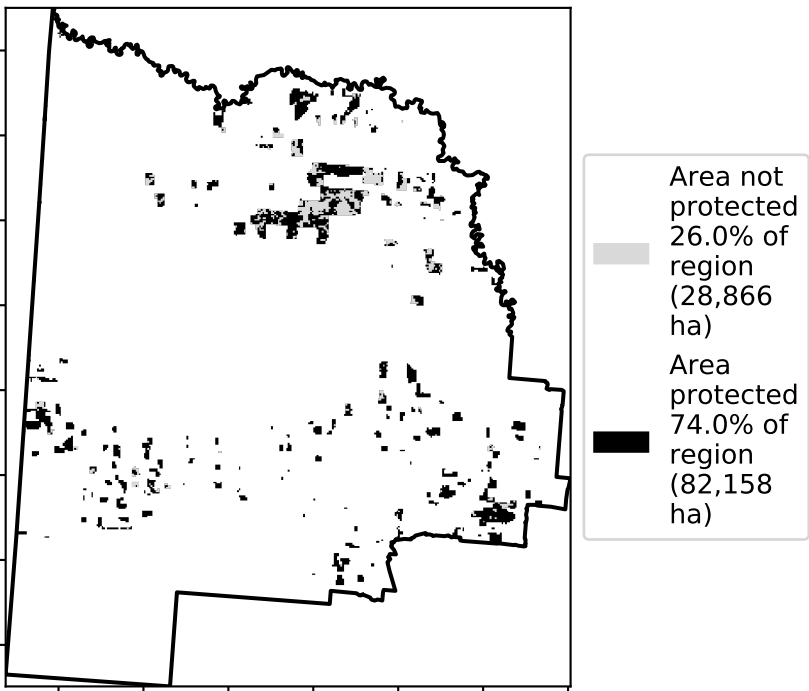 Area not
protected
26.0% of
region
(28,866
ha)
Area
protected
74.0% of
region
(82,158
ha)